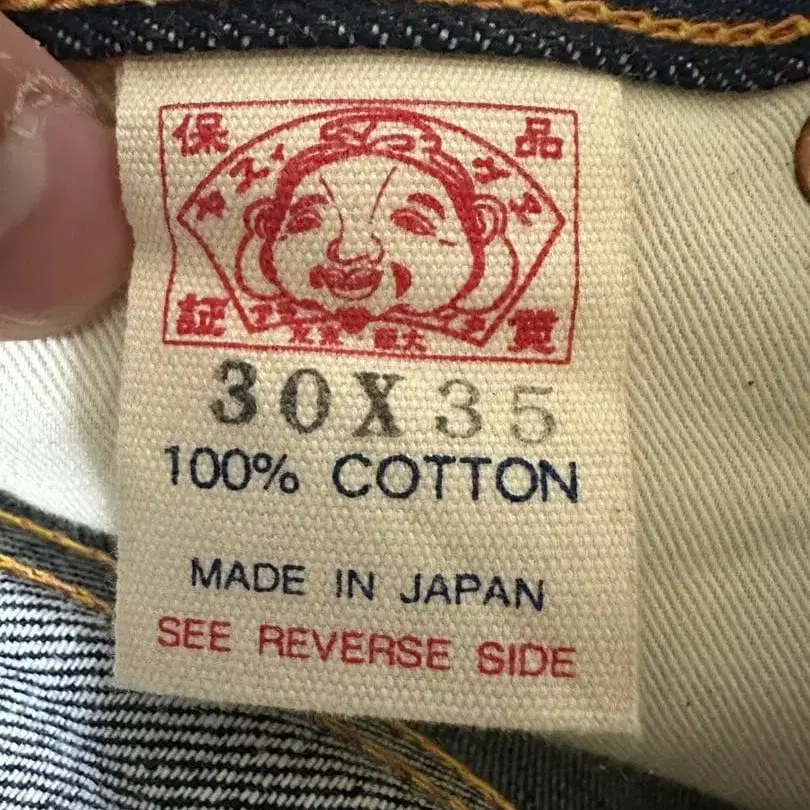 品質
保証
30X35
100% COTTON
MADE IN JAPAN
SEE REVERSE SIDE